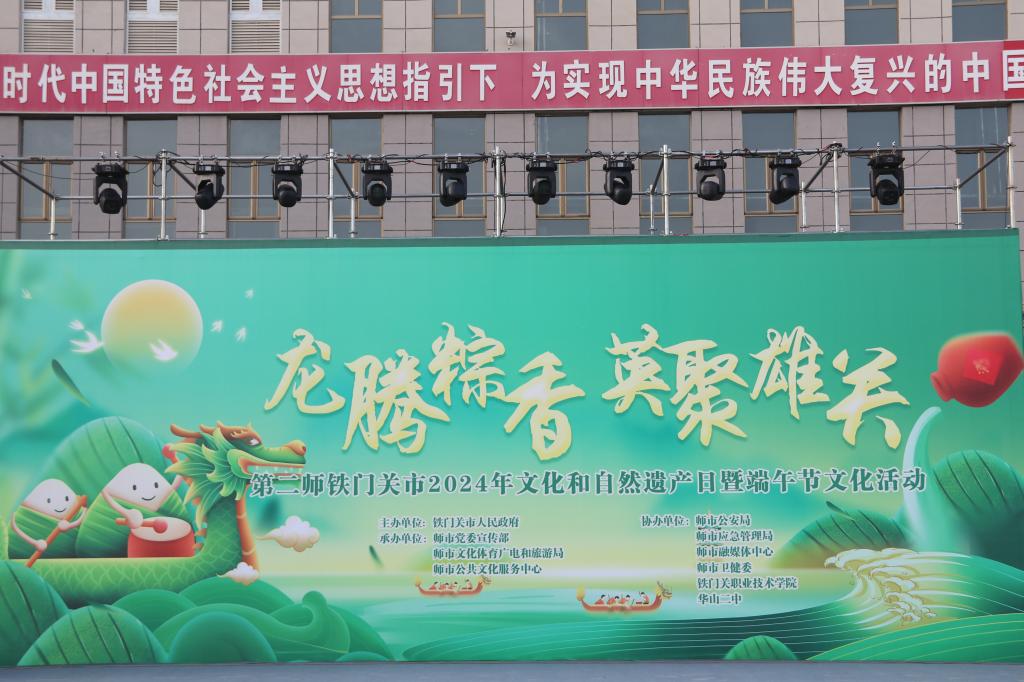 时代中国特色社会主义思想指引下 为实现中华民族伟大复兴的中国
龙腾粽香 英聚雄关
第二师铁门关市2024年文化和自然遗产日暨端午节文化活动
主办单位：铁门关市人民政府
承办单位：师市党委宣传部
师市文化体育广电和旅游局
师市公共文化服务中心
协办单位：师市公安局
师市应急管理局
师市融媒体中心
师市卫健委
铁门关职业技术学院
华山二中